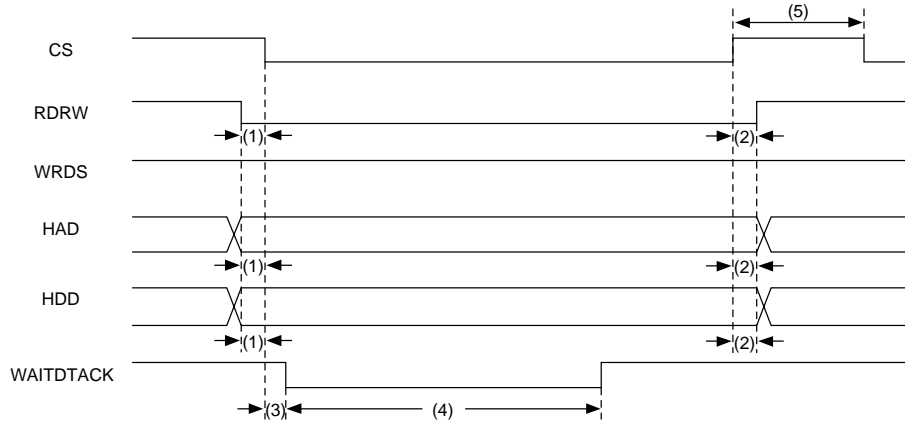 (5)
CS
RDRW
(1) (2)
WRDS
HAD
(1) (2)
HDD
(1) (2)
WAITDTACK
(3) (4)